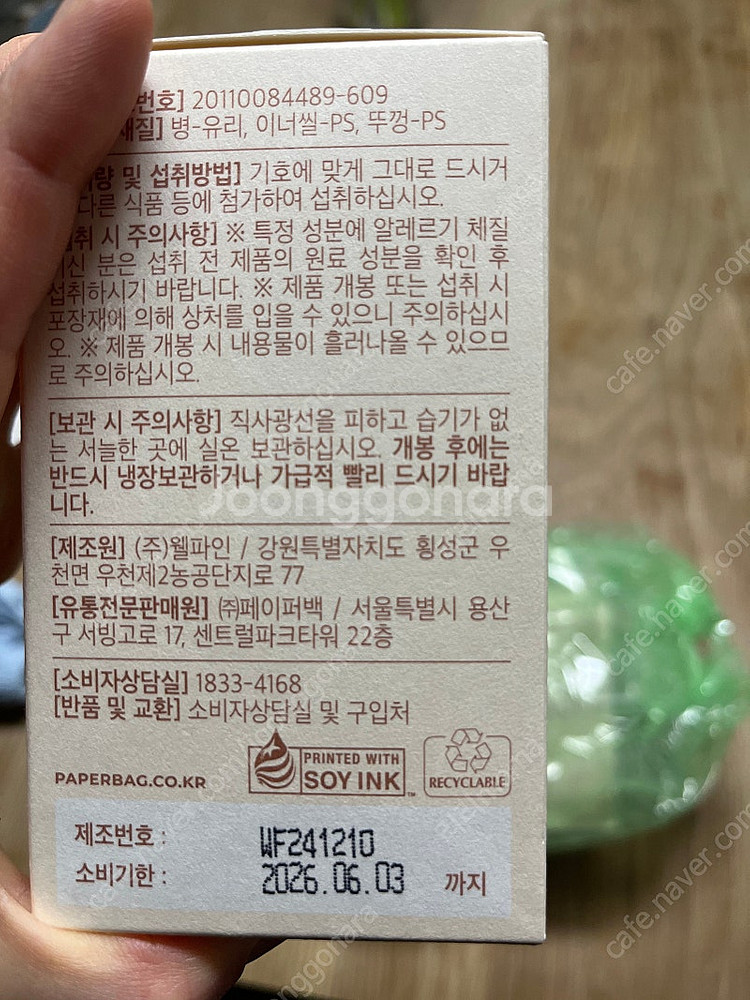 번호] 20110084489-609
재질] 병-유리, 이너씰-PS, 뚜껑-PS
량 및 섭취방법] 기호에 맞게 그대로 드시거
다른 식품 등에 첨가하여 섭취하십시오.
취 시 주의사항] ※ 특정 성분에 알레르기 체질
신 분은 섭취 전 제품의 원료 성분을 확인 후
섭취하시기 바랍니다. ※ 제품 개봉 또는 섭취 시
포장재에 의해 상처를 입을 수 있으니 주의하십시
오. ※ 제품 개봉 시 내용물이 흘러나올 수 있으므
로 주의하십시오.
[보관 시 주의사항] 직사광선을 피하고 습기가 없
는 서늘한 곳에 실온 보관하십시오. 개봉 후에는
반드시 냉장보관하거나 가급적 빨리 드시기 바랍
니다.
Joonggonara
[제조원] (주)웰파인 / 강원특별자치도 횡성군 우
천면 우천제2농공단지로 77
[유통전문판매원] ㈜페이퍼백 / 서울특별시 용산
구 서빙고로 17, 센트럴파크타워 22층
[소비자상담실] 1833-4168
[반품 및 교환] 소비자상담실 및 구입처
PAPERBAG.CO.KR
PRINTED WITH
SOY INK
™
RECYCLABLE
제조번호 : WF241210
소비기한 : 2026.06.03 까지
cafe.naver.com
cafe.naver.com
cafe.naver.com